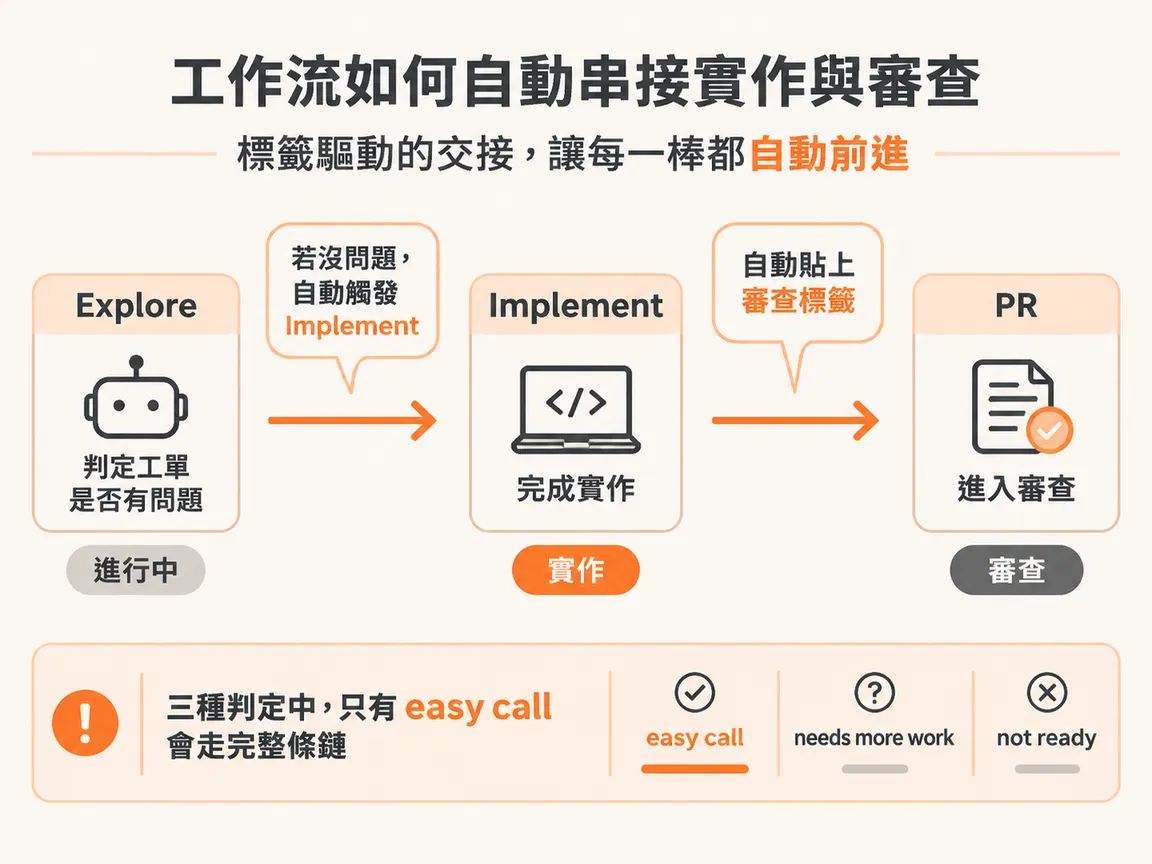 工作流如何自動串接實作與審查
標籤驅動的交接，讓每一棒都自動前進
Explore
判定工單
是否有問題
進行中
若沒問題，
自動觸發
Implement
Implement
</>
完成實作
實作
自動貼上
審查標籤
PR
進入審查
審查
三種判定中，只有 easy call
會走完整條鏈
easy call
needs more work
not ready